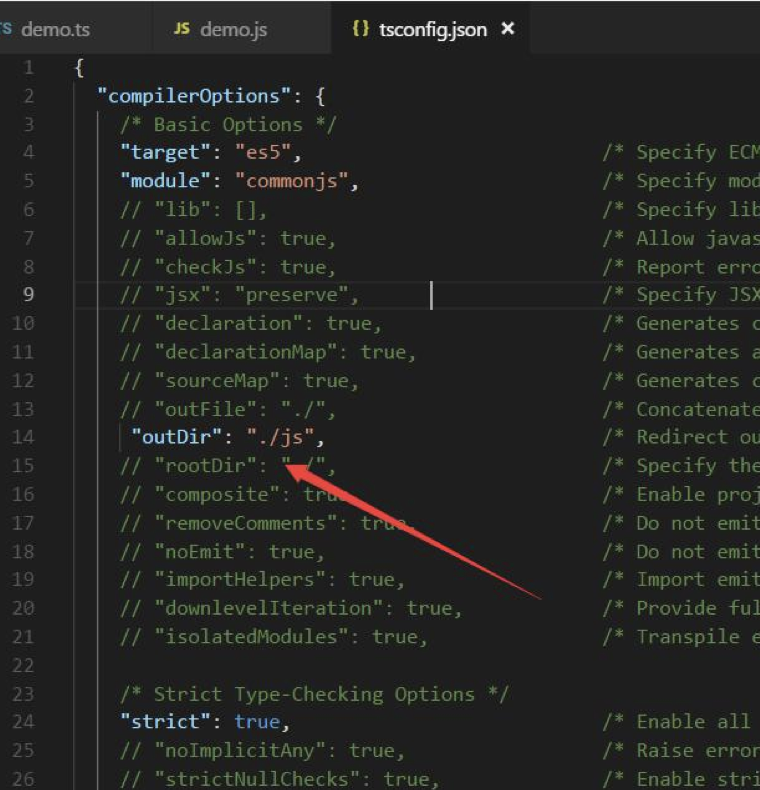 TS demo.ts JS demo.js {} tsconfig.json ×
1 {
2 "compilerOptions": {
3 /* Basic Options */
4 "target": "es5", /* Specify ECM
5 "module": "commonjs", /* Specify mod
6 // "lib": [], /* Specify lib
7 // "allowJs": true, /* Allow javas
8 // "checkJs": true, /* Report erro
9 // "jsx": "preserve", /* Specify JSX
10 // "declaration": true, /* Generates c
11 // "declarationMap": true, /* Generates a
12 // "sourceMap": true, /* Generates c
13 // "outFile": "./", /* Concatenate
14 "outDir": "./js", /* Redirect ou
15 // "rootDir": "./", /* Specify the
16 // "composite": true, /* Enable proj
17 // "removeComments": true, /* Do not emit
18 // "noEmit": true, /* Do not emit
19 // "importHelpers": true, /* Import emit
20 // "downlevelIteration": true, /* Provide ful
21 // "isolatedModules": true, /* Transpile e
22
23 /* Strict Type-Checking Options */
24 "strict": true, /* Enable all
25 // "noImplicitAny": true, /* Raise error
26 // "strictNullChecks": true, /* Enable stri